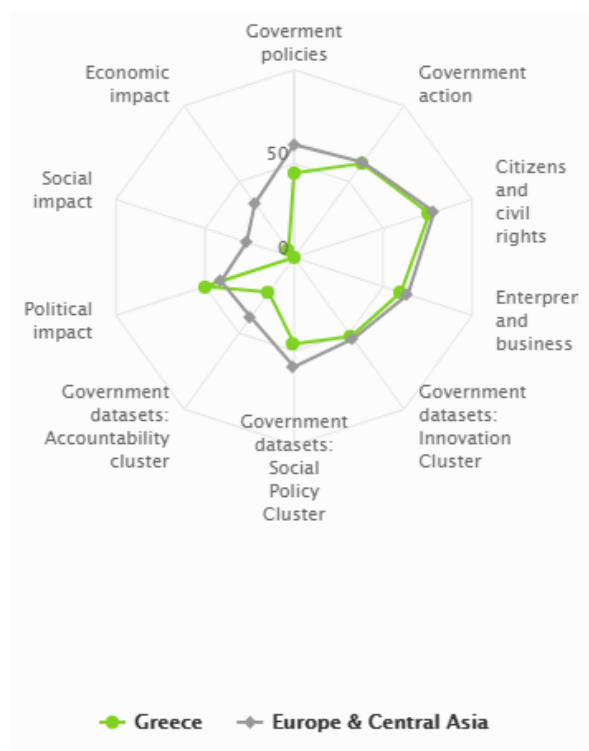 Goverment
policies
Economic
impact
Government
action
50
Citizens
and
civil
rights
Social
impact
0
Enterpren
and
business
Political
impact
Government
datasets:
Accountability
cluster
Government
datasets:
Social
Policy
Cluster
Government
datasets:
Innovation
Cluster
Greece
Europe & Central Asia